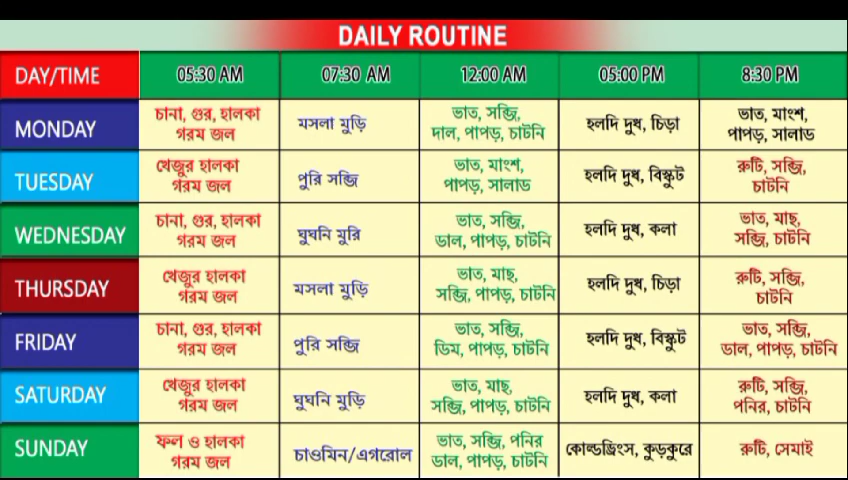 DAILY ROUTINE
DAY/TIME 05:30 AM 07:30 AM 12:00 AM 05:00 PM 8:30 PM
MONDAY
চানা, গুর, হালকা
গরম জল
মসলা মুড়ি
ভাত, সব্জি,
দাল, পাপড়, চাটনি
হলদি দুধ, চিড়া
ভাত, মাংশ,
পাপড়, সালাড
TUESDAY
খেজুর হালকা
গরম জল
পুরি সব্জি
ভাত, মাংশ,
পাপড়, সালাড
হলদি দুধ, বিস্কুট
রুটি, সব্জি,
চাটনি
WEDNESDAY
চানা, গুর, হালকা
গরম জল
ঘুঘনি মুরি
ভাত, সব্জি,
ডাল, পাপড়, চাটনি
হলদি দুধ, কলা
ভাত, মাছ,
সব্জি, চাটনি
THURSDAY
খেজুর হালকা
গরম জল
মসলা মুড়ি
ভাত, মাছ,
সব্জি, পাপড়, চাটনি
হলদি দুধ, চিড়া
রুটি, সব্জি,
চাটনি
FRIDAY
চানা, গুর, হালকা
গরম জল
পুরি সব্জি
ভাত, সব্জি,
ডিম, পাপড়, চাটনি
হলদি দুধ, বিস্কুট
ভাত, সব্জি,
ডাল, পাপড়, চাটনি
SATURDAY
খেজুর হালকা
গরম জল
ঘুঘনি মুড়ি
ভাত, মাছ,
সব্জি, পাপড়, চাটনি
হলদি দুধ, কলা
রুটি, সব্জি,
পনির, চাটনি
SUNDAY
ফল ও হালকা
গরম জল
চাওমিন/এগরোল
ভাত, সব্জি, পনির
ডাল, পাপড়, চাটনি
কোল্ডড্রিংস, কুড়কুরে
রুটি, সেমাই